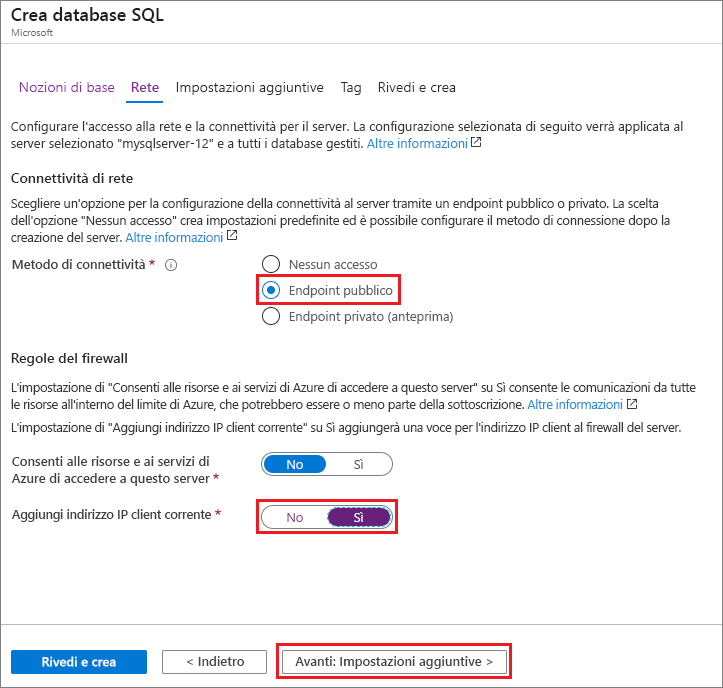 Crea database SQL
Microsoft
Nozioni di base Rete Impostazioni aggiuntive Tag Rivedi e crea
Configurare l'accesso alla rete e la connettività per il server. La configurazione selezionata di seguito verrà applicata al
server selezionato "mysqlserver-12" e a tutti i database gestiti. Altre informazioni
Connettività di rete
Scegliere un'opzione per la configurazione della connettività al server tramite un endpoint pubblico o privato. La scelta
dell'opzione "Nessun accesso" crea impostazioni predefinite ed è possibile configurare il metodo di connessione dopo la
creazione del server. Altre informazioni
Metodo di connettività *
Nessun accesso
Endpoint pubblico
Endpoint privato (anteprima)
Regole del firewall
L'impostazione di "Consenti alle risorse e ai servizi di Azure di accedere a questo server" su Sì consente le comunicazioni da tutte
le risorse all'interno del limite di Azure, che potrebbero essere o meno parte della sottoscrizione. Altre informazioni
L'impostazione di "Aggiungi indirizzo IP client corrente" su Sì aggiungerà una voce per l'indirizzo IP client al firewall del server.
Consenti alle risorse e ai servizi di
Azure di accedere a questo server *
No Sì
Aggiungi indirizzo IP client corrente *
No Sì
Rivedi e crea < Indietro Avanti: Impostazioni aggiuntive >